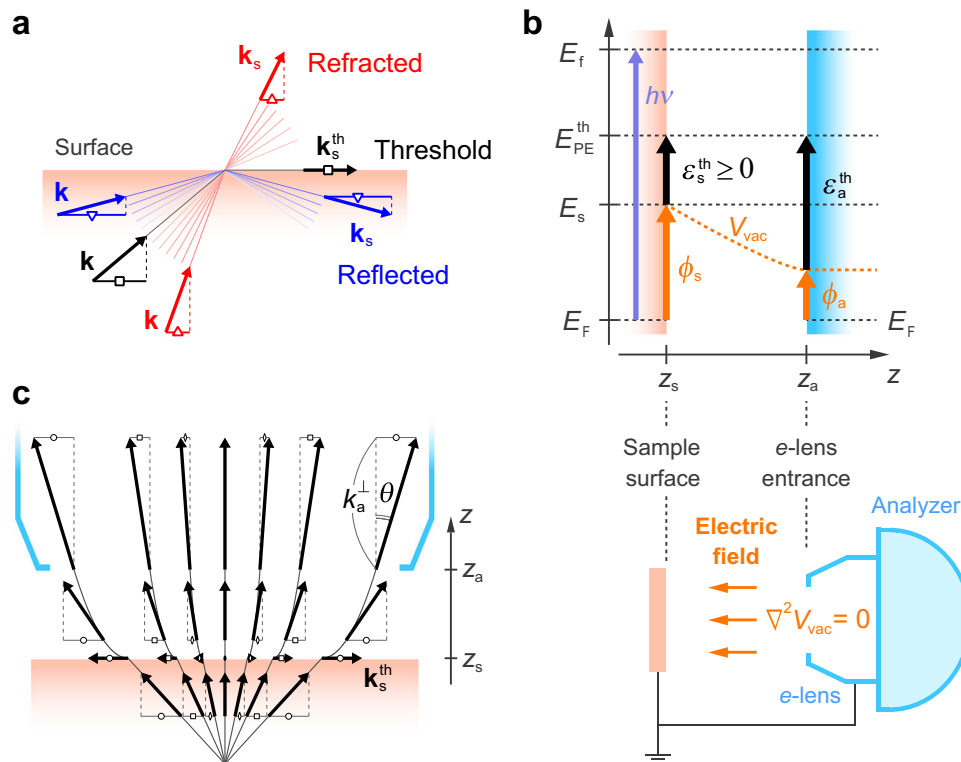 a
k_s
Refracted
Surface
k_s^th
Threshold
k
k_s
k
Reflected
k
b
E_f
hν
E_PE^th
ε_s^th ≥ 0
ε_a^th
E_s
V_vac
ϕ_s
ϕ_a
E_F
E_F
z_s
z_a
z
Sample
surface
e-lens
entrance
Analyzer
Electric
field
∇²V_vac = 0
e-lens
c
k_a^⊥
θ
z
z_a
z_s
k_s^th